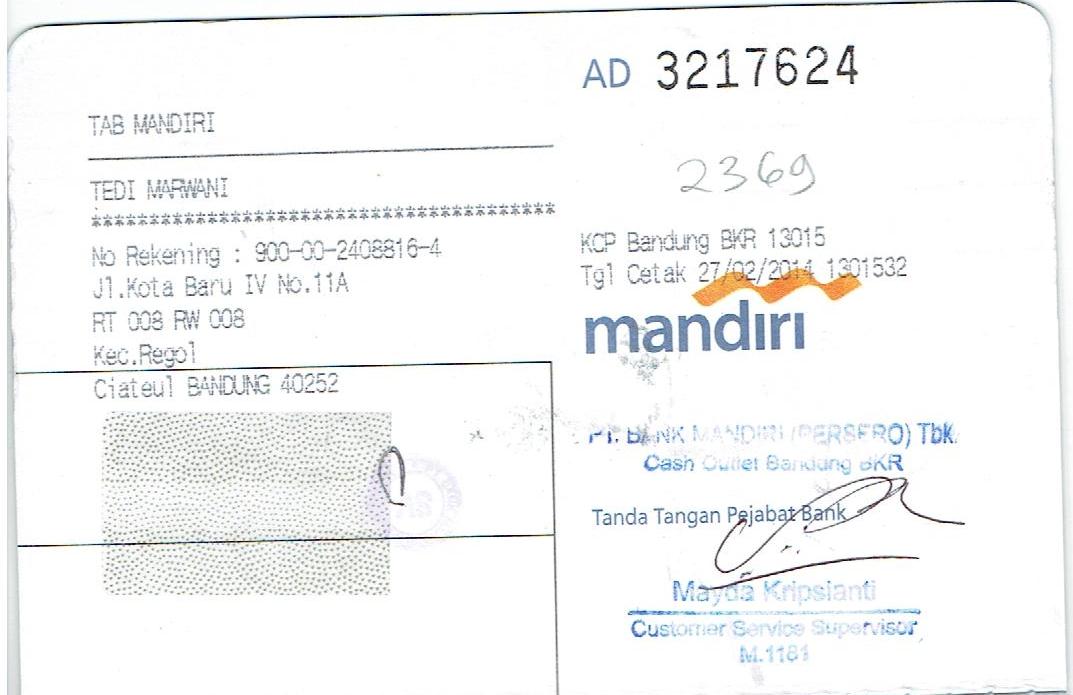 TAB MANDIRI
TEDI MARWANI
**********************************************
No Rekening : 900-00-2408816-4
Jl.Kota Baru IV No.11A
RT 008 RW 008
Kec.Regol
Ciateul BANDUNG 40252
AD 3217624
2369
KCP Bandung BKR 13015
Tgl Cetak 27/02/2014 1301532
mandiri
PT. BANK MANDIRI (PERSERO) Tbk.
Cash Outlet Bandung BKR
Tanda Tangan Pejabat Bank
Mayda Kripsianti
Customer Service Supervisor
M.1181